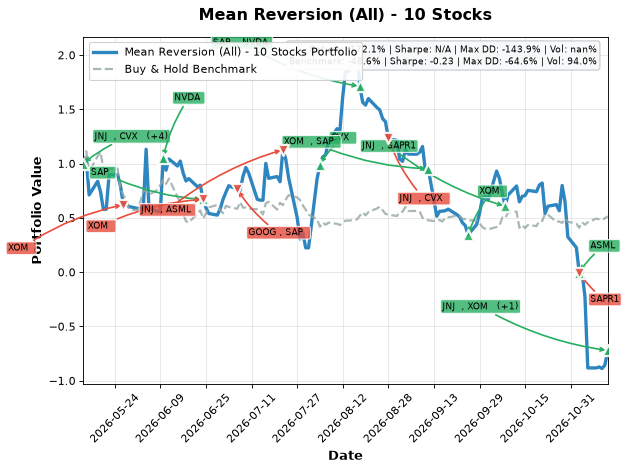 Mean Reversion (All) - 10 Stocks
SAP , NVDA
Mean Reversion (All) - 10 Stocks Portfolio
Buy & Hold Benchmark
2.1% | Sharpe: N/A | Max DD: -143.9% | Vol: nan%
.6% | Sharpe: -0.23 | Max DD: -64.6% | Vol: 94.0%
NVDA
JNJ , CVX (+4)
XOM , SAP
JNJ , SAPR1
SAP
XOM
JNJ , CVX
JNJ , ASML
XOM
GOOG , SAP
XOM
ASML
SAPR1
JNJ , XOM (+1)
Portfolio Value
2.0
1.5
1.0
0.5
0.0
−0.5
−1.0
2026-05-24
2026-06-09
2026-06-25
2026-07-11
2026-07-27
2026-08-12
2026-08-28
2026-09-13
2026-09-29
2026-10-15
2026-10-31
Date